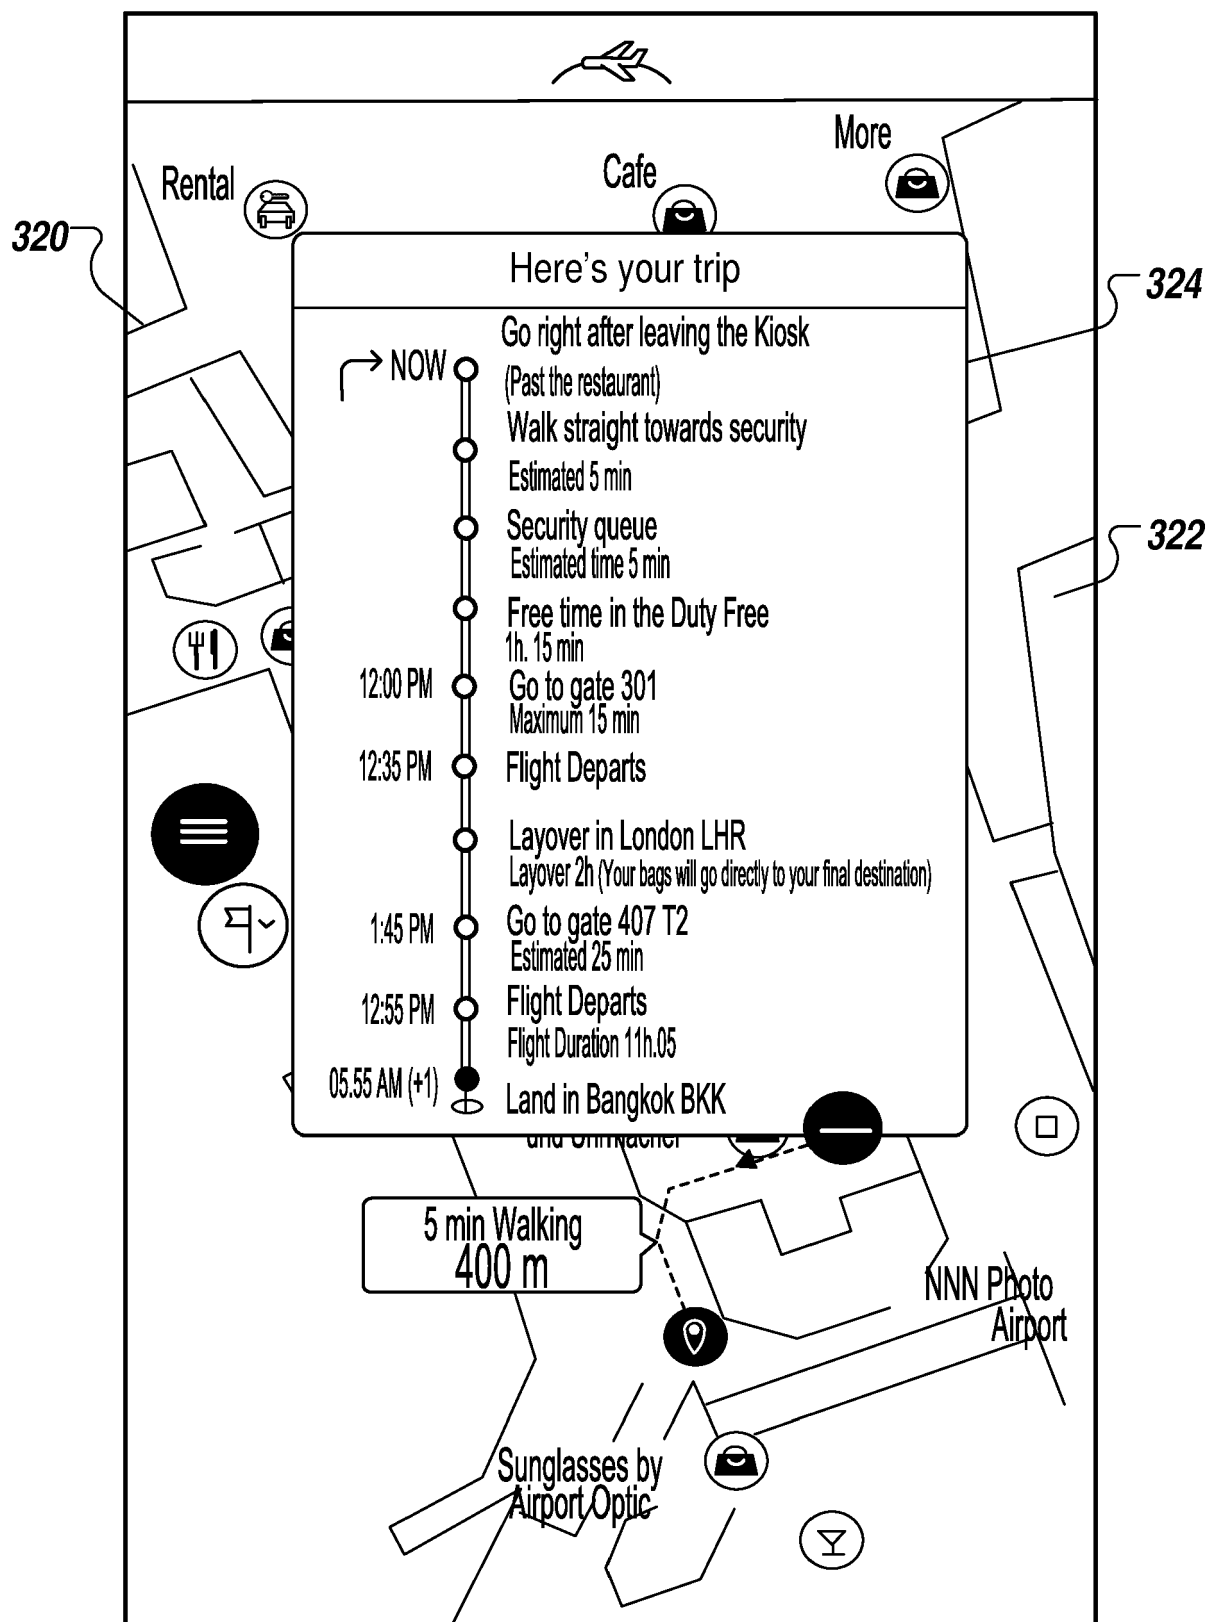 More
Rental
Cafe
320
Here's your trip
324
Go right after leaving the Kiosk
NOW
(Past the restaurant)
Walk straight towards security
Estimated 5 min
Security queue
Estimated time 5 min
322
Free time in the Duty Free
1h. 15 min
12:00 PM Go to gate 301
Maximum 15 min
12:35 PM Flight Departs
Layover in London LHR
Layover 2h (Your bags will go directly to your final destination)
1:45 PM Go to gate 407 T2
Estimated 25 min
12:55 PM Flight Departs
Flight Duration 11h.05
05.55 AM (+1) Land in Bangkok BKK
und Uhrmacher
5 min Walking
400 m
NNN Photo
Airport
Sunglasses by
Airport Optic